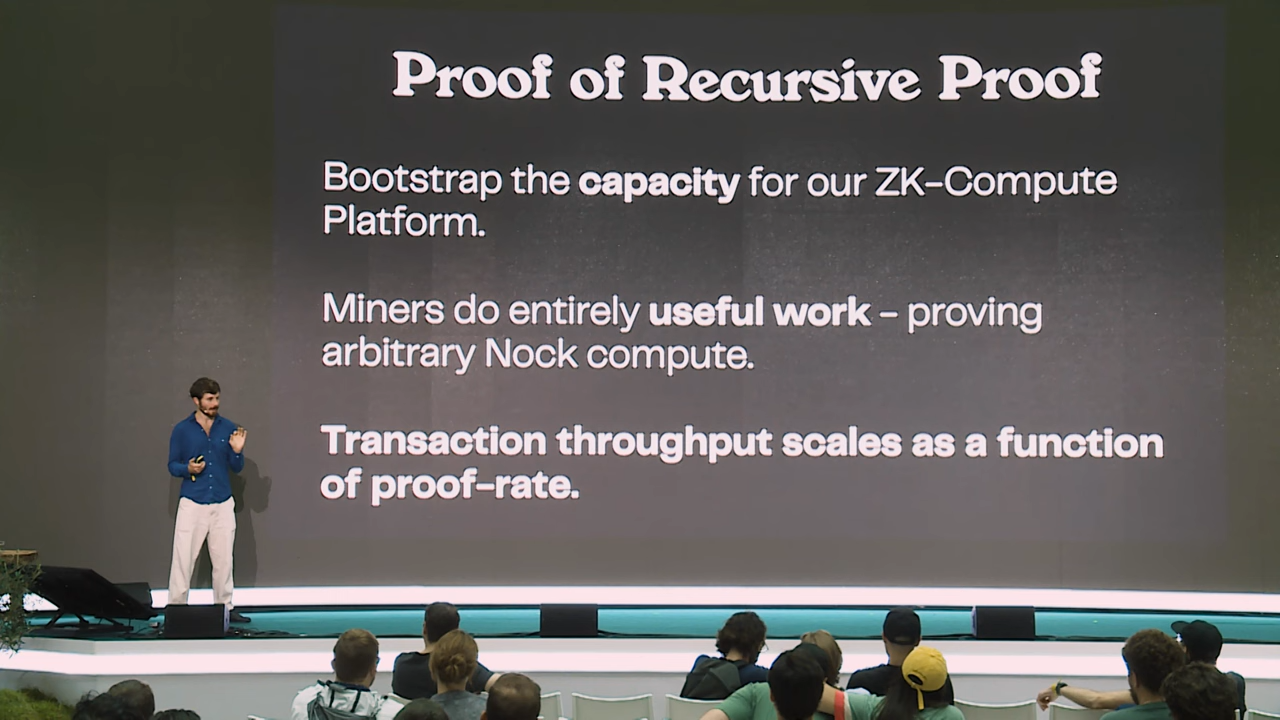 Proof of Recursive Proof
Bootstrap the capacity for our ZK-Compute
Platform.
Miners do entirely useful work – proving
arbitrary Nock compute.
Transaction throughput scales as a function
of proof-rate.